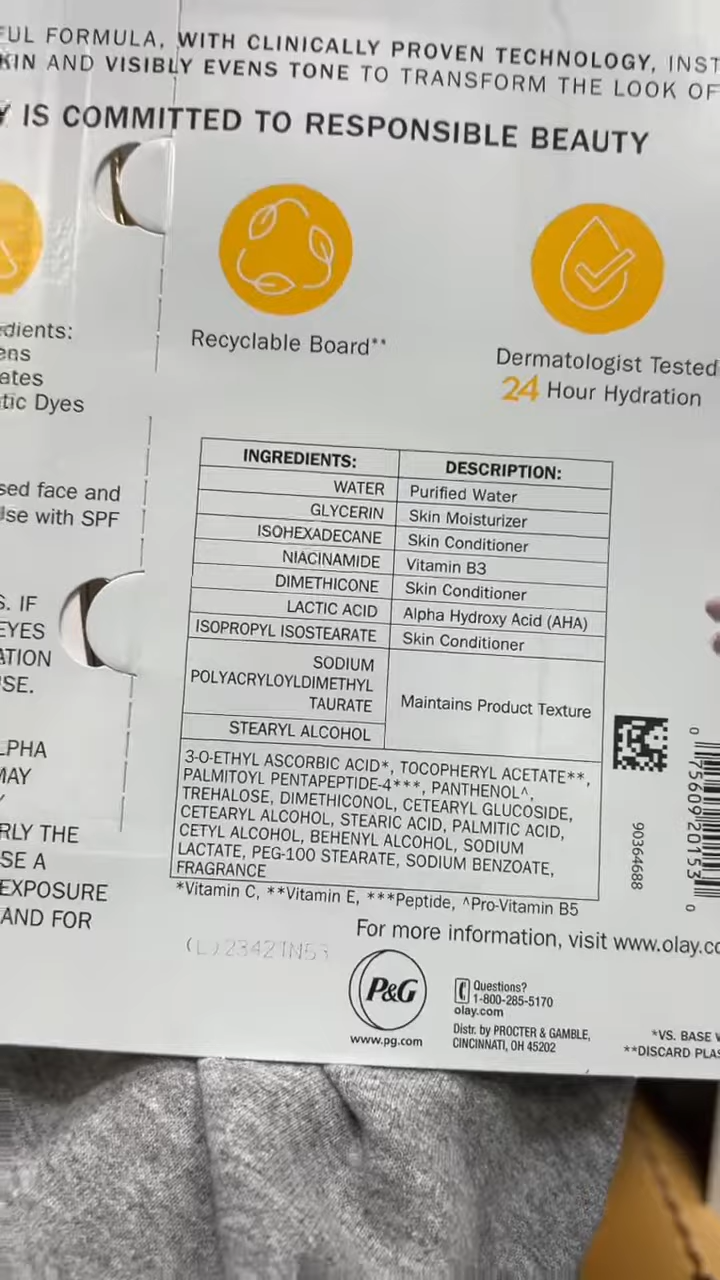 FUL FORMULA, WITH CLINICALLY PROVEN TECHNOLOGY, INST
KIN AND VISIBLY EVENS TONE TO TRANSFORM THE LOOK OF
Y IS COMMITTED TO RESPONSIBLE BEAUTY
Recyclable Board**
Dermatologist Tested
24 Hour Hydration
dients:
ens
ates
tic Dyes
sed face and
Use with SPF
S. IF
EYES
ATION
SE.
LPHA
MAY
RLY THE
SE A
EXPOSURE
AND FOR
INGREDIENTS: DESCRIPTION:
WATER Purified Water
GLYCERIN Skin Moisturizer
ISOHEXADECANE Skin Conditioner
NIACINAMIDE Vitamin B3
DIMETHICONE Skin Conditioner
LACTIC ACID Alpha Hydroxy Acid (AHA)
ISOPROPYL ISOSTEARATE Skin Conditioner
SODIUM
POLYACRYLOYLDIMETHYL
TAURATE
Maintains Product Texture
STEARYL ALCOHOL
3-O-ETHYL ASCORBIC ACID*, TOCOPHERYL ACETATE**,
PALMITOYL PENTAPEPTIDE-4***, PANTHENOL^,
TREHALOSE, DIMETHICONOL, CETEARYL GLUCOSIDE,
CETEARYL ALCOHOL, STEARIC ACID, PALMITIC ACID,
CETYL ALCOHOL, BEHENYL ALCOHOL, SODIUM
LACTATE, PEG-100 STEARATE, SODIUM BENZOATE,
FRAGRANCE
*Vitamin C, **Vitamin E, ***Peptide, ^Pro-Vitamin B5
90364688
0 75609 20153 0
For more information, visit www.olay.co
(L)23421N53
P&G
www.pg.com
Questions?
1-800-285-5170
olay.com
Distr. by PROCTER & GAMBLE,
CINCINNATI, OH 45202
*VS. BASE
**DISCARD PLAS